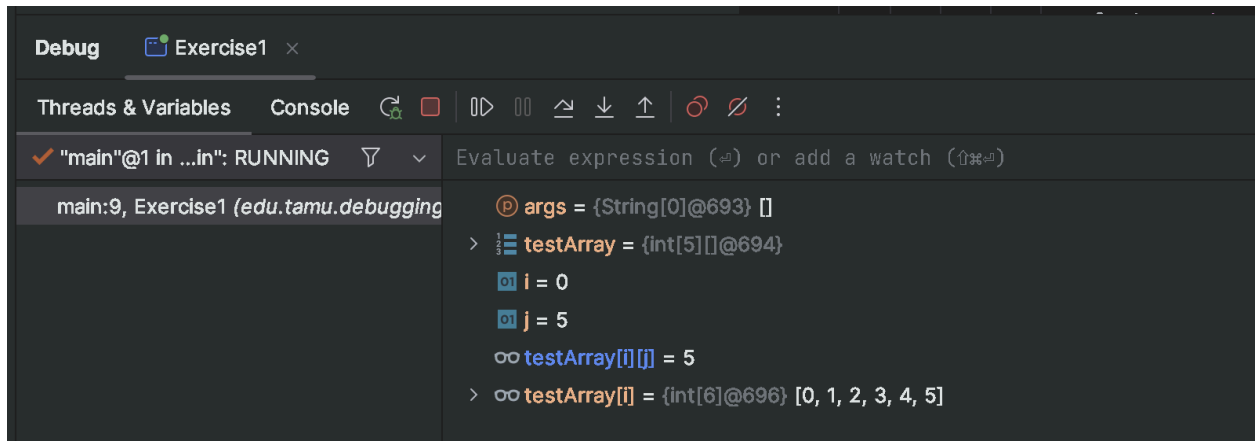 Debug Exercise1 ×
Threads & Variables Console
"main"@1 in ...in": RUNNING
Evaluate expression (⏎) or add a watch (⇧⌘⏎)
main:9, Exercise1 (edu.tamu.debugging
args = {String[0]@693} []
testArray = {int[5][]@694}
i = 0
j = 5
testArray[i][j] = 5
testArray[i] = {int[6]@696} [0, 1, 2, 3, 4, 5]